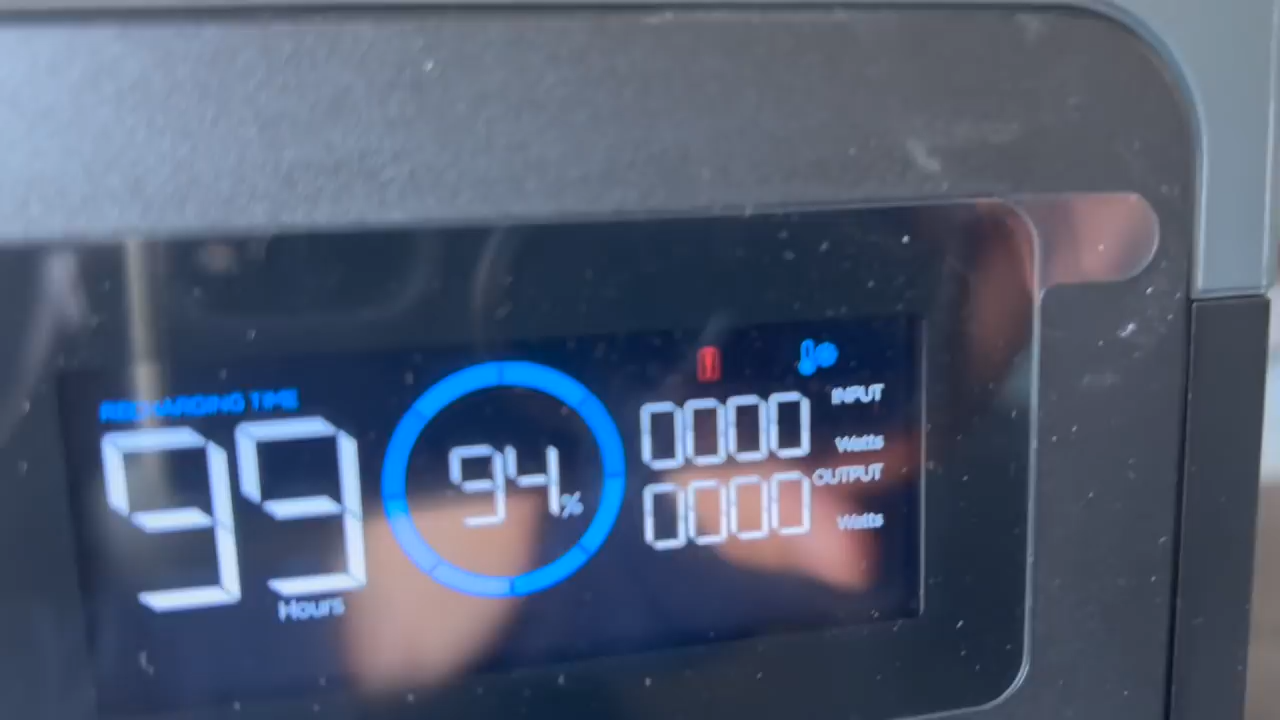 RECHARGING TIME
99
Hours
94%
0000 INPUT
Watts
0000 OUTPUT
Watts